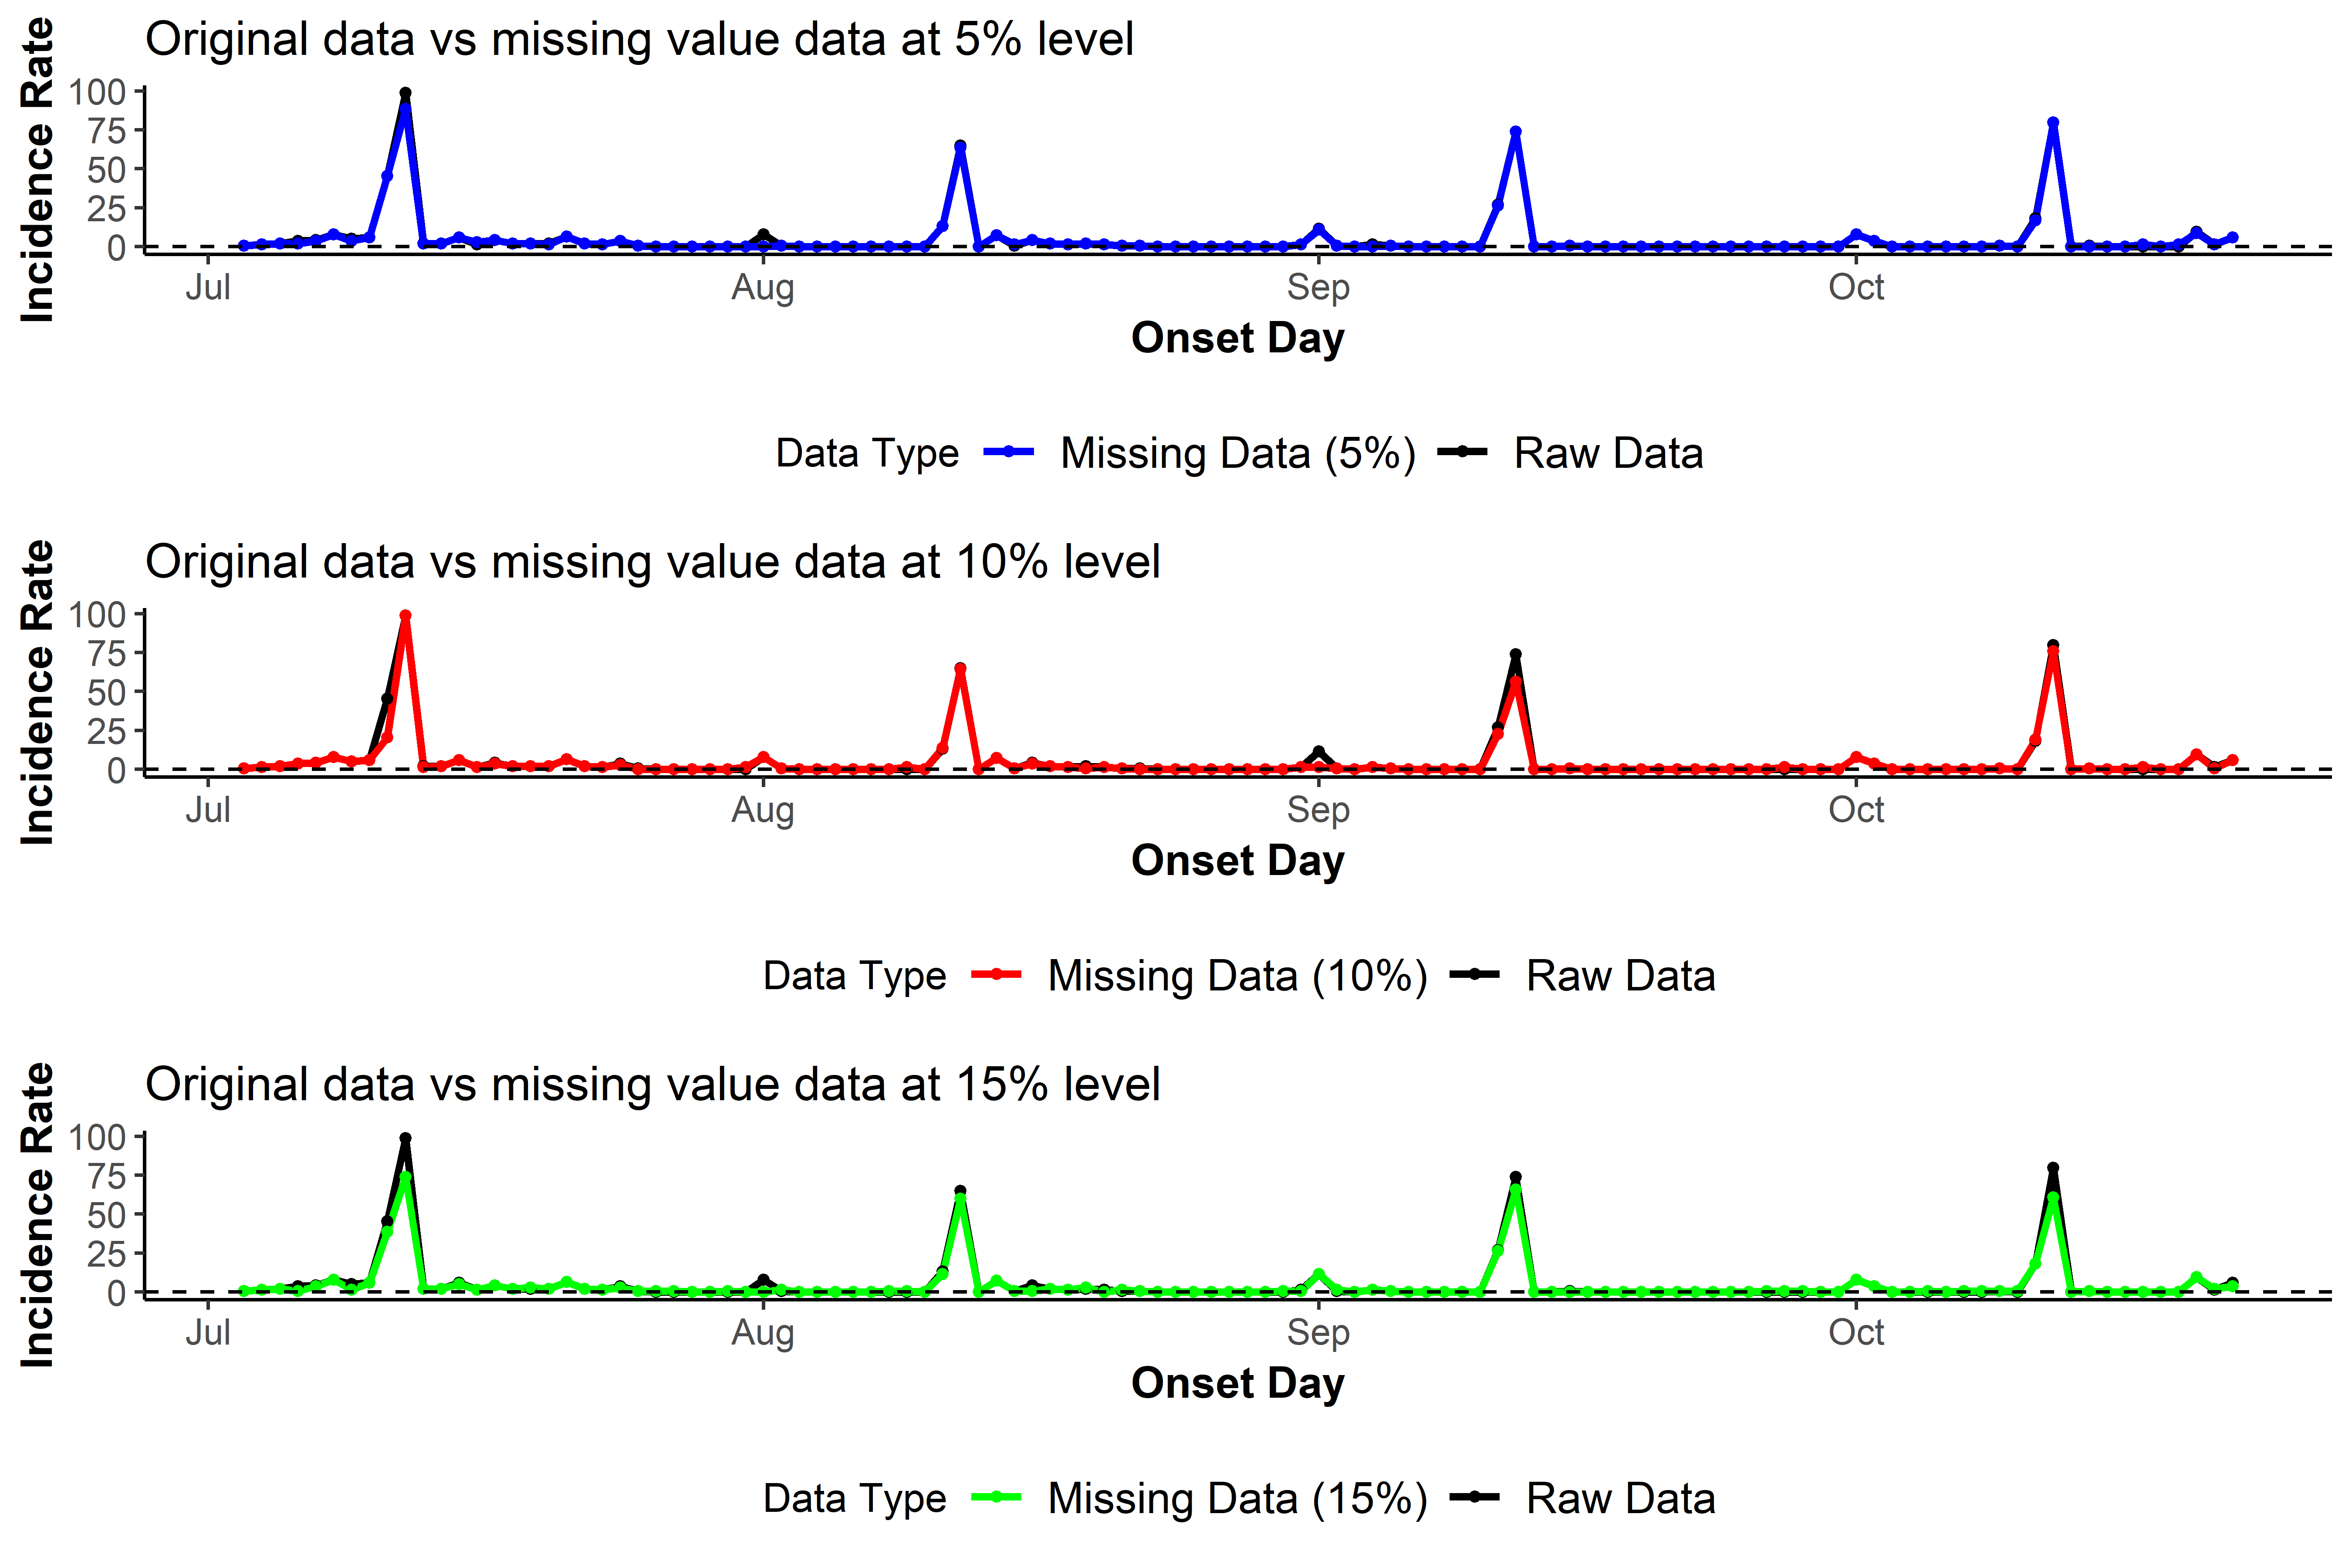 Original data vs missing value data at 5% level
Incidence Rate
100
75
50
25
0
Jul Aug Sep Oct
Onset Day
Data Type Missing Data (5%) Raw Data
Original data vs missing value data at 10% level
Incidence Rate
100
75
50
25
0
Jul Aug Sep Oct
Onset Day
Data Type Missing Data (10%) Raw Data
Original data vs missing value data at 15% level
Incidence Rate
100
75
50
25
0
Jul Aug Sep Oct
Onset Day
Data Type Missing Data (15%) Raw Data